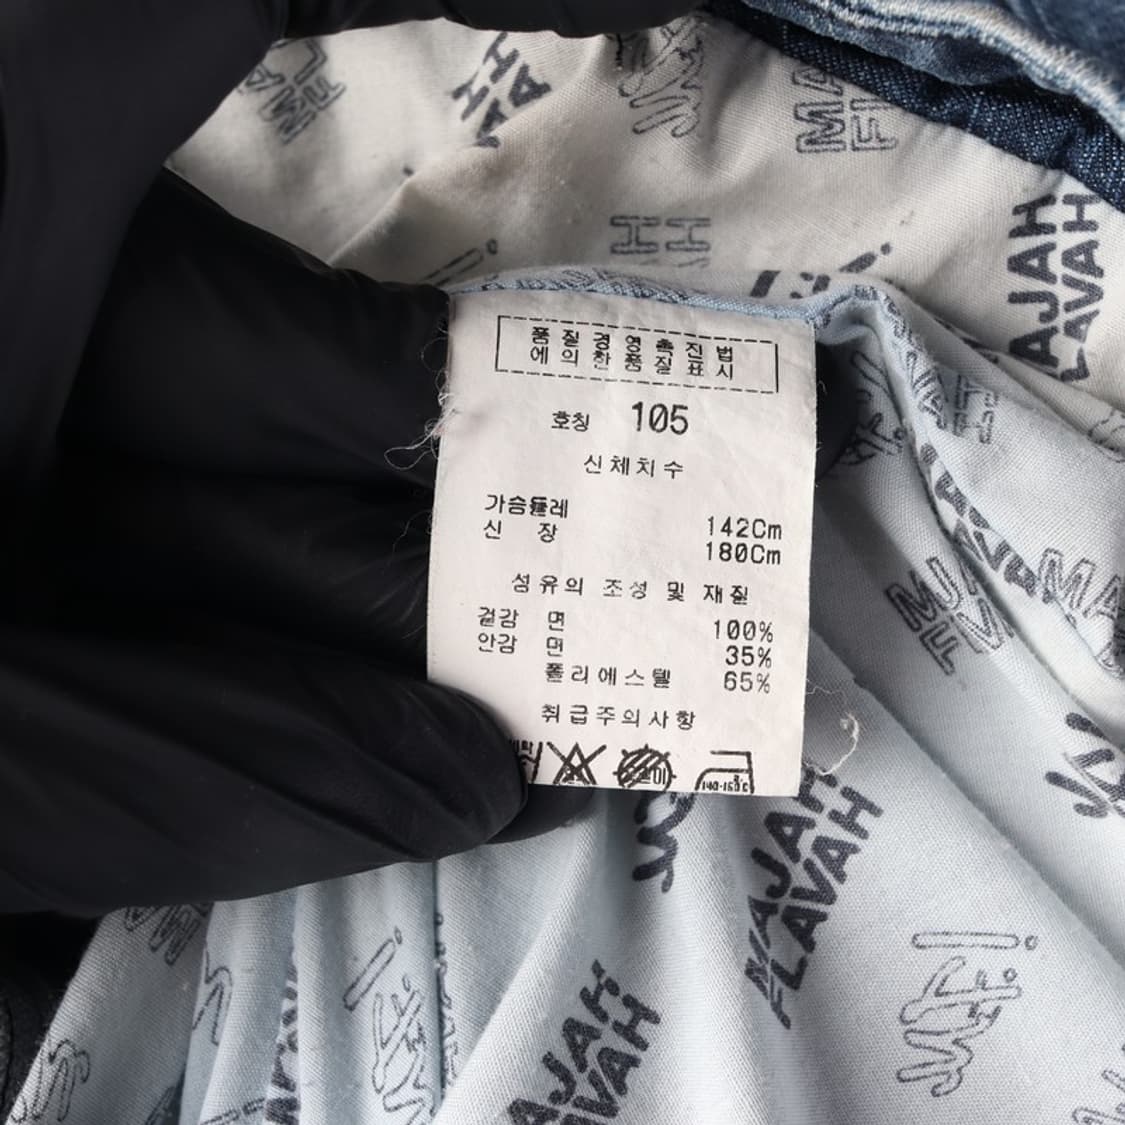 MAJAH
FLAVAH
품질경영촉진법
에의한품질표시
호칭 105
신체치수
가슴둘레 142Cm
신 장 180Cm
섬유의 조성 및 재질
겉감 면 100%
안감 면 35%
폴리에스텔 65%
취급주의사항
140-160℃
MAJAH
FLAVAH
MAJAH
FLAVAH